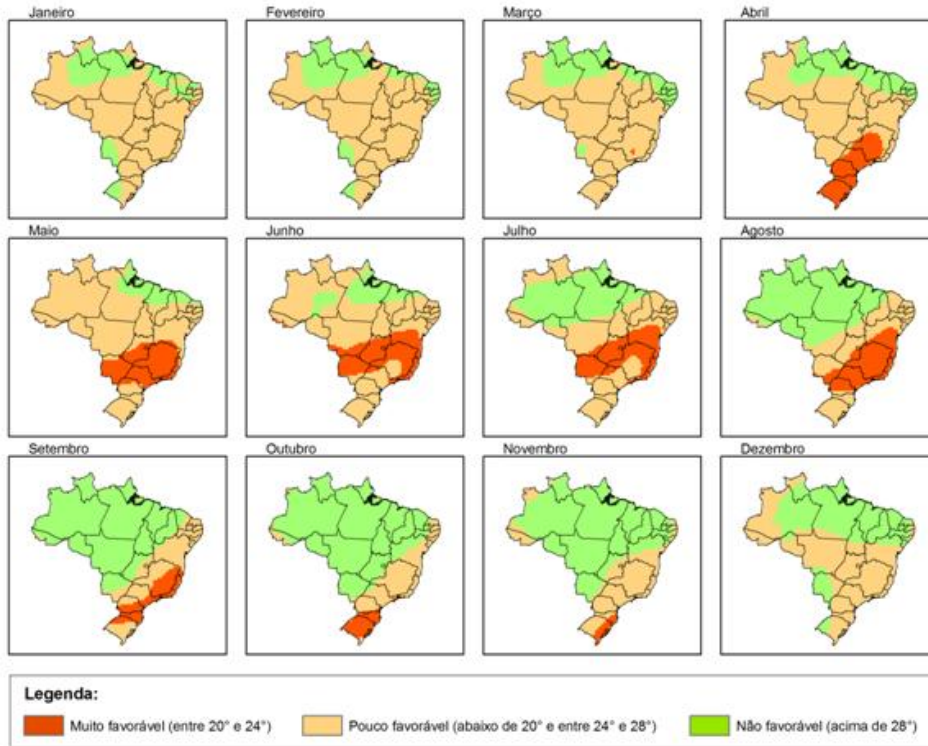 Janeiro
Fevereiro
Março
Abril
Maio
Junho
Julho
Agosto
Setembro
Outubro
Novembro
Dezembro
Legenda:
Muito favorável (entre 20° e 24°)
Pouco favorável (abaixo de 20° e entre 24° e 28°)
Não favorável (acima de 28°)